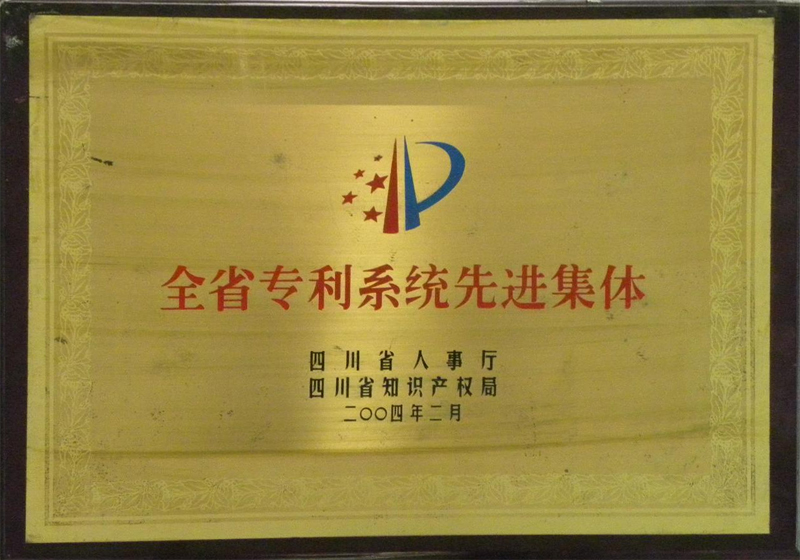 全省专利系统先进集体
四川省人事厅
四川省知识产权局
二〇〇四年二月